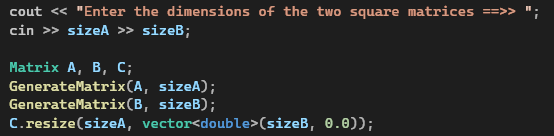 cout << "Enter the dimensions of the two square matrices ==>> ";
cin >> sizeA >> sizeB;
Matrix A, B, C;
GenerateMatrix(A, sizeA);
GenerateMatrix(B, sizeB);
C.resize(sizeA, vector<double>(sizeB, 0.0));